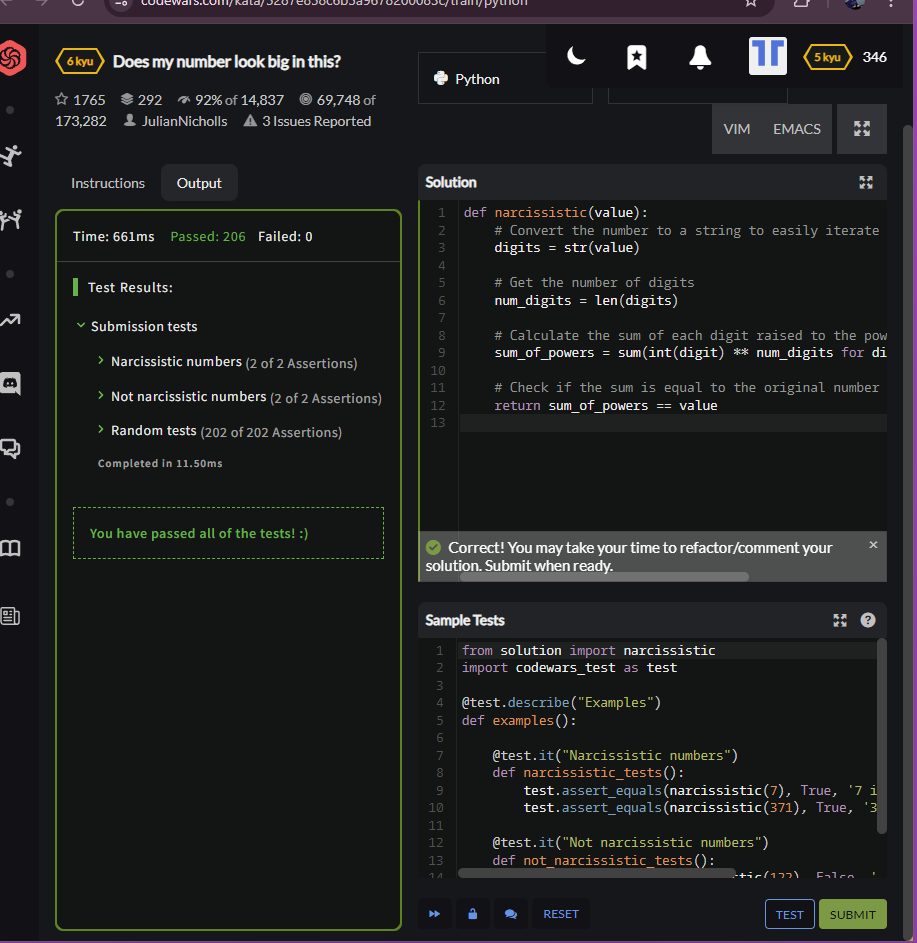 6 kyu
Does my number look big in this?
1765 292 92% of 14,837 69,748 of
173,282 JulianNicholls 3 Issues Reported
Python
5 kyu
346
VIM EMACS
Instructions Output
Time: 661ms Passed: 206 Failed: 0
Test Results:
Submission tests
Narcissistic numbers (2 of 2 Assertions)
Not narcissistic numbers (2 of 2 Assertions)
Random tests (202 of 202 Assertions)
Completed in 11.50ms
You have passed all of the tests! :)
Solution
1 def narcissistic(value):
2 # Convert the number to a string to easily iterate
3 digits = str(value)
4
5 # Get the number of digits
6 num_digits = len(digits)
7
8 # Calculate the sum of each digit raised to the pow
9 sum_of_powers = sum(int(digit) ** num_digits for di
10
11 # Check if the sum is equal to the original number
12 return sum_of_powers == value
13
Correct! You may take your time to refactor/comment your
solution. Submit when ready.
Sample Tests
1 from solution import narcissistic
2 import codewars_test as test
3
4 @test.describe("Examples")
5 def examples():
6
7 @test.it("Narcissistic numbers")
8 def narcissistic_tests():
9 test.assert_equals(narcissistic(7), True, '7 i
10 test.assert_equals(narcissistic(371), True, '3
11
12 @test.it("Not narcissistic numbers")
13 def not_narcissistic_tests():
14
RESET
TEST
SUBMIT